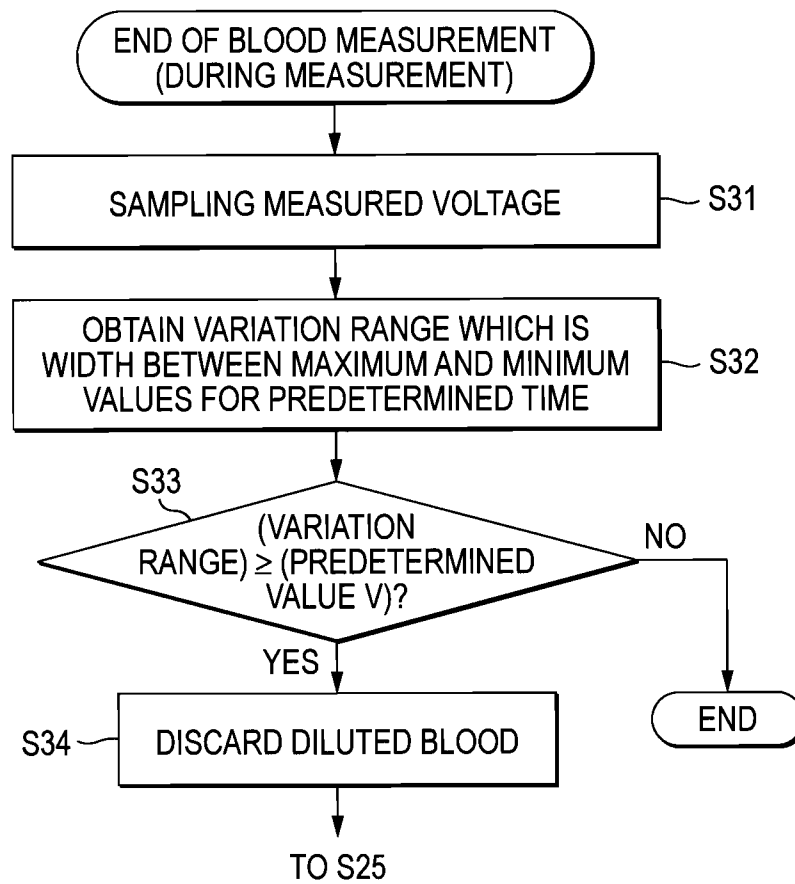 END OF BLOOD MEASUREMENT
(DURING MEASUREMENT)
SAMPLING MEASURED VOLTAGE
S31
OBTAIN VARIATION RANGE WHICH IS
WIDTH BETWEEN MAXIMUM AND MINIMUM
VALUES FOR PREDETERMINED TIME
S32
S33
(VARIATION
RANGE) ≥ (PREDETERMINED
VALUE V)?
NO
YES
S34
DISCARD DILUTED BLOOD
END
TO S25